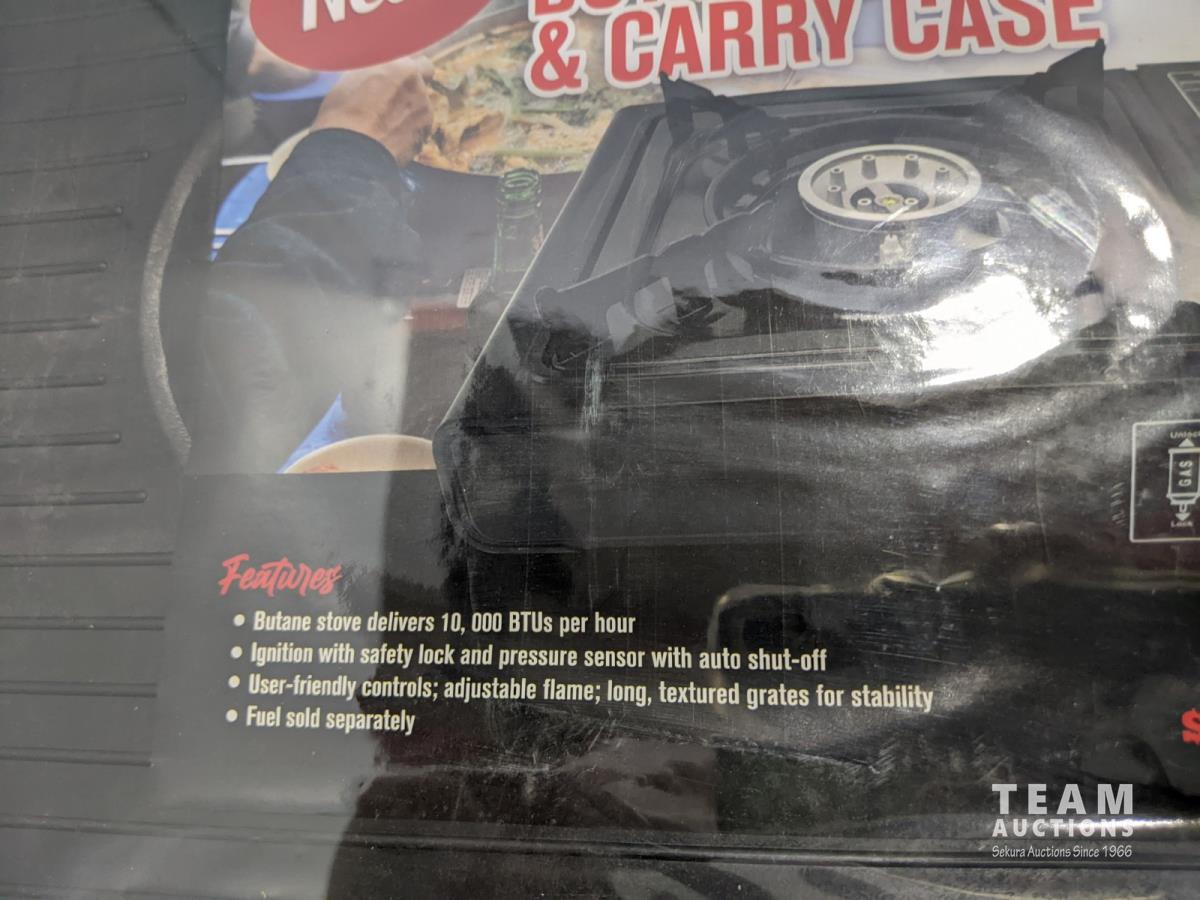 & CARRY CASE
GAS
Lock
Features
• Butane stove delivers 10, 000 BTUs per hour
• Ignition with safety lock and pressure sensor with auto shut-off
• User-friendly controls; adjustable flame; long, textured grates for stability
• Fuel sold separately
$
TEAM
AUCTIONS
Sekura Auctions Since 1966